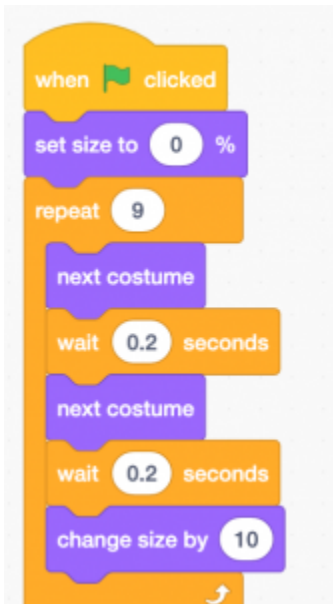 when clicked
set size to 0 %
repeat 9
next costume
wait 0.2 seconds
next costume
wait 0.2 seconds
change size by 10